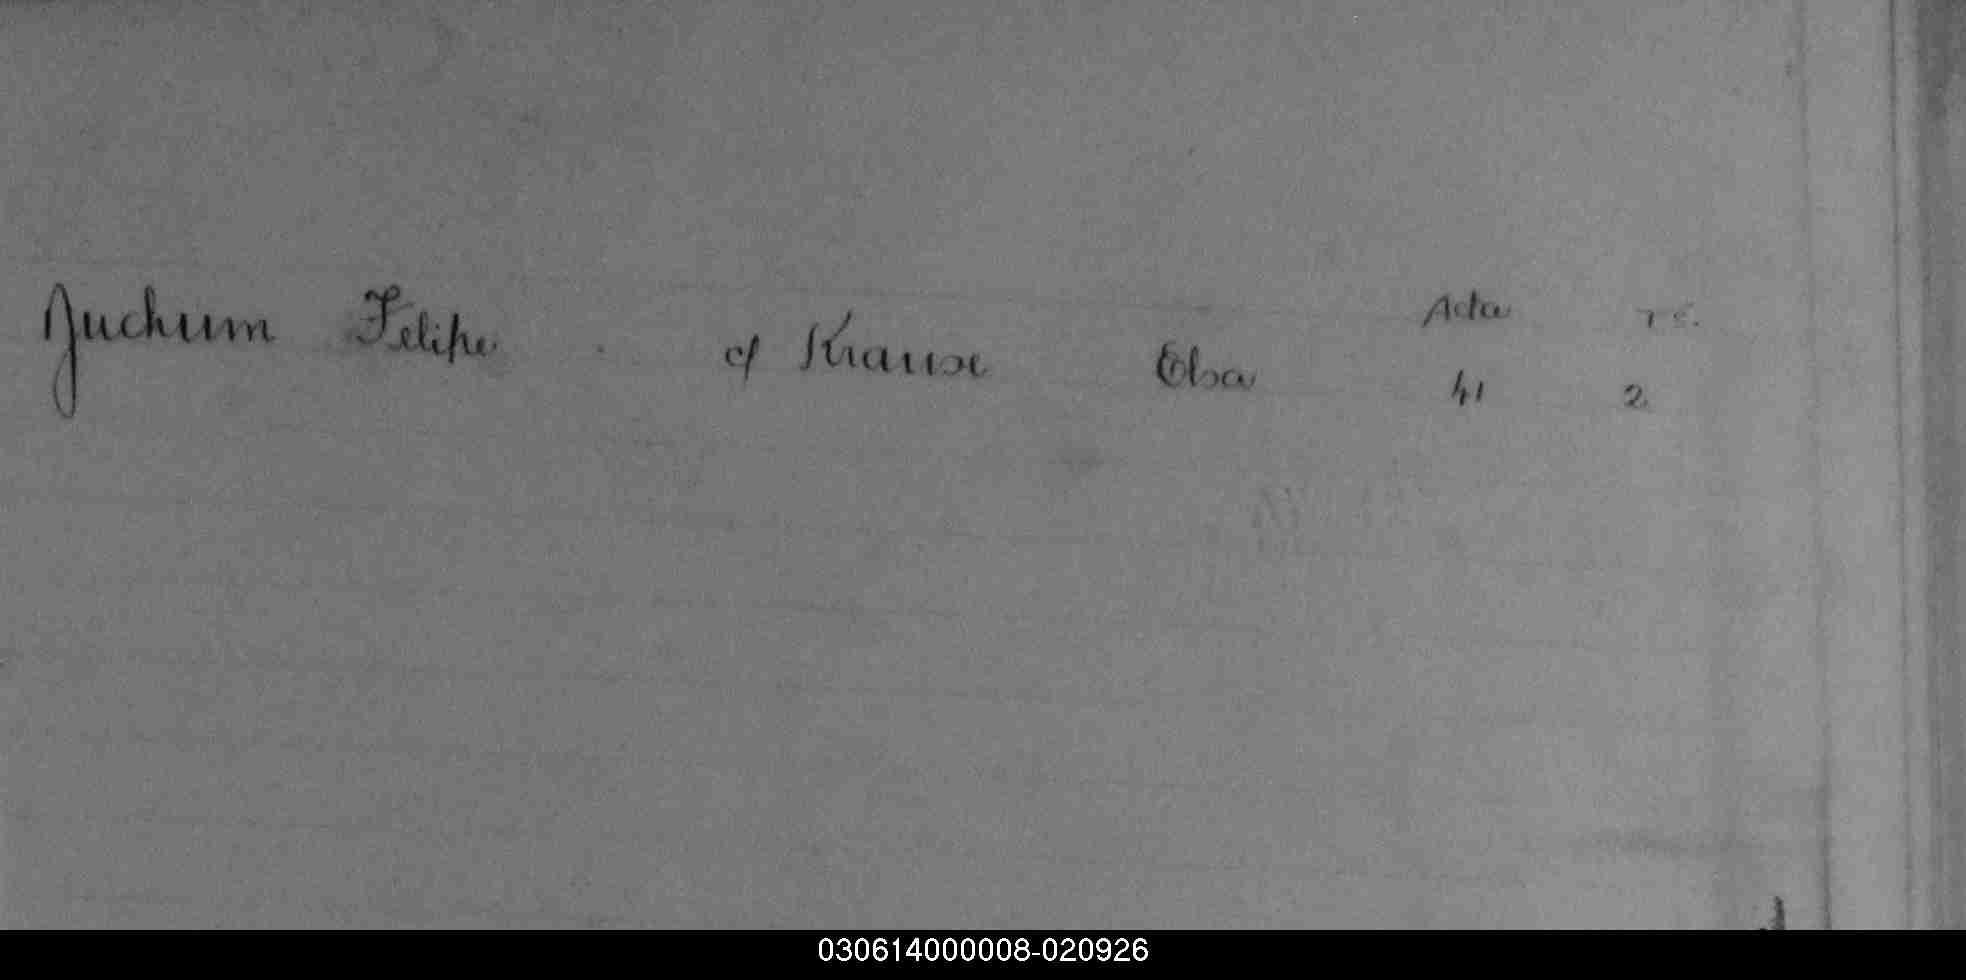 Acta
Juchum Felipe c/ Krause Elsa 41 2
030614000008-020926